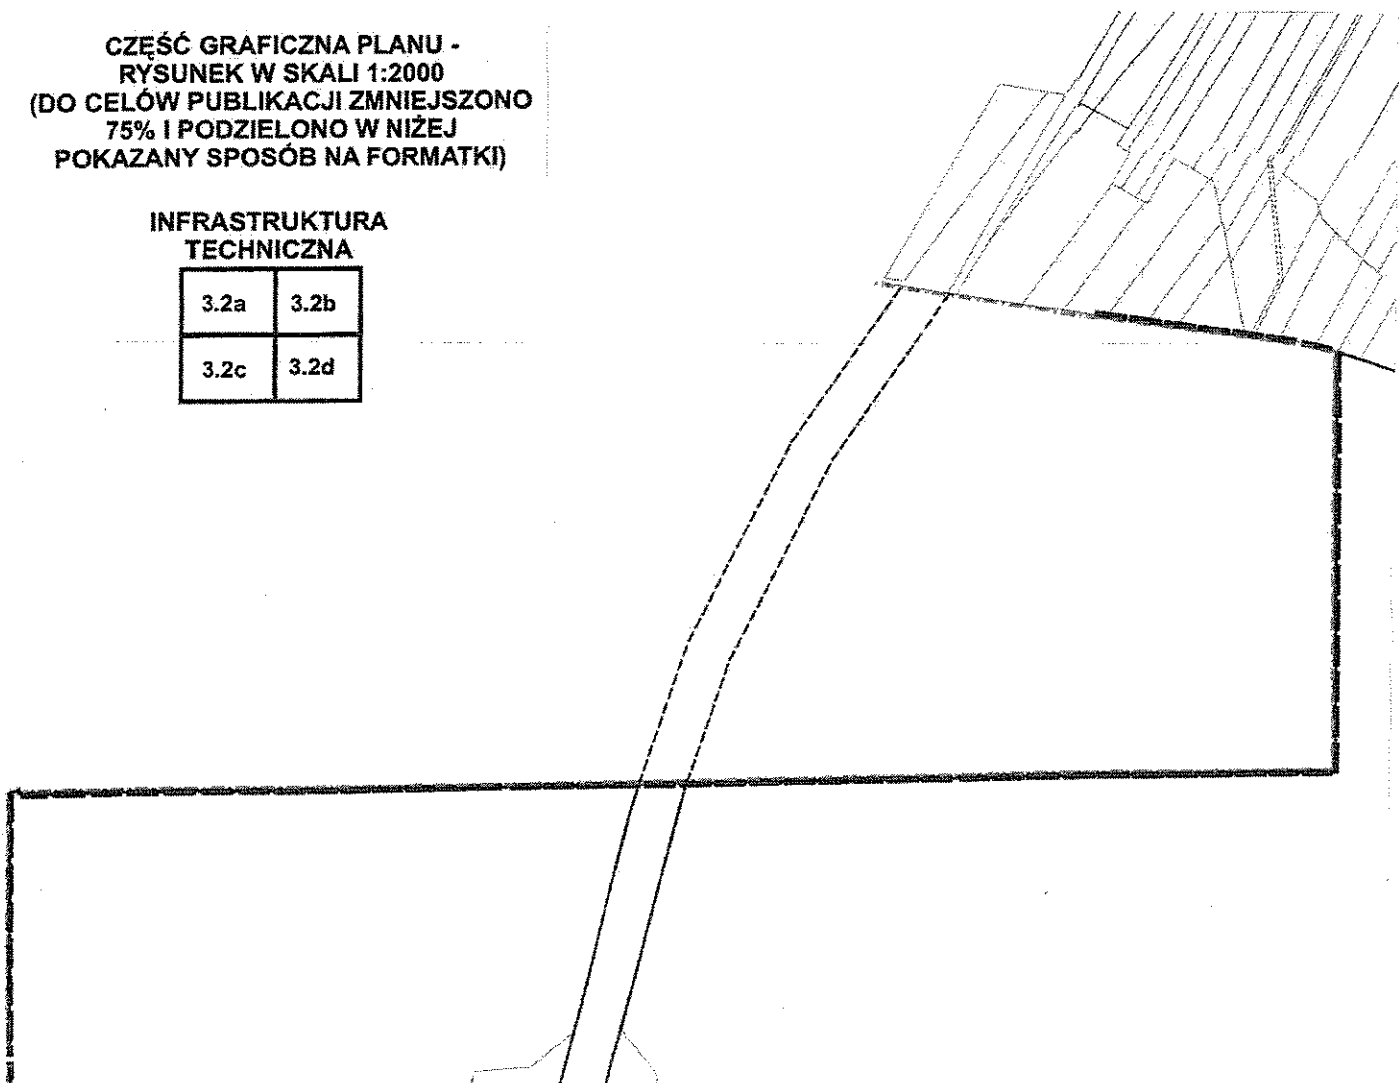 CZĘŚĆ GRAFICZNA PLANU -
RYSUNEK W SKALI 1:2000
(DO CELÓW PUBLIKACJI ZMNIEJSZONO
75% I PODZIELONO W NIŻEJ
POKAZANY SPOSÓB NA FORMATKI)
INFRASTRUKTURA
TECHNICZNA
3.2a 3.2b
3.2c 3.2d